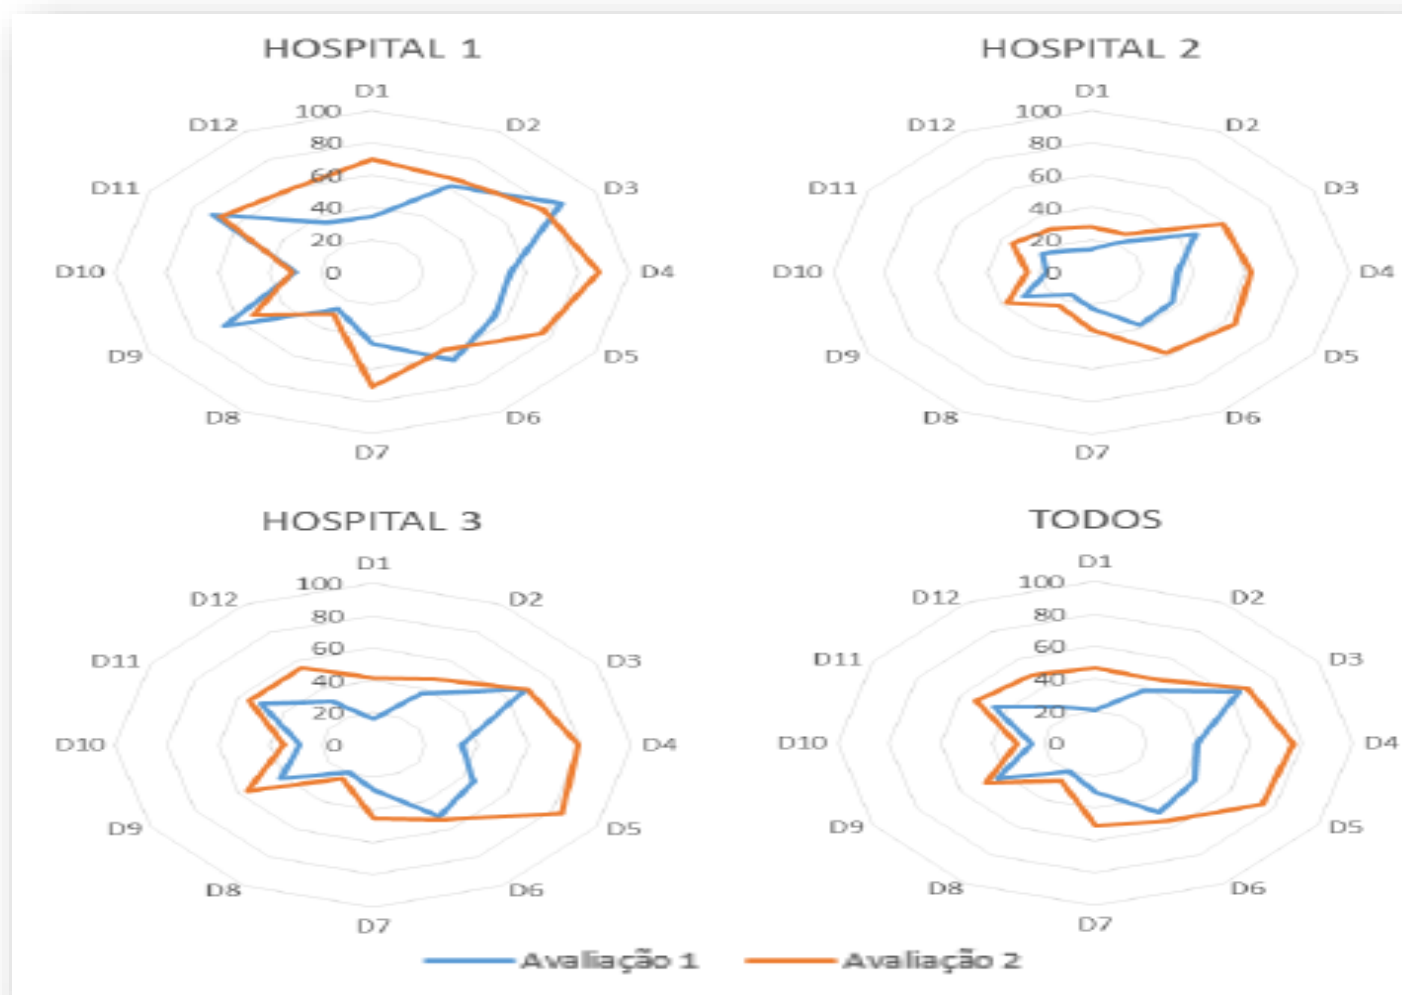 HOSPITAL 1
D1
D2
D3
D4
D5
D6
D7
D8
D9
D10
D11
D12
100
80
60
40
20
0
HOSPITAL 2
D1
D2
D3
D4
D5
D6
D7
D8
D9
D10
D11
D12
100
80
60
40
20
0
HOSPITAL 3
D1
D2
D3
D4
D5
D6
D7
D8
D9
D10
D11
D12
100
80
60
40
20
0
TODOS
D1
D2
D3
D4
D5
D6
D7
D8
D9
D10
D11
D12
100
80
60
40
20
0
Avaliação 1
Avaliação 2